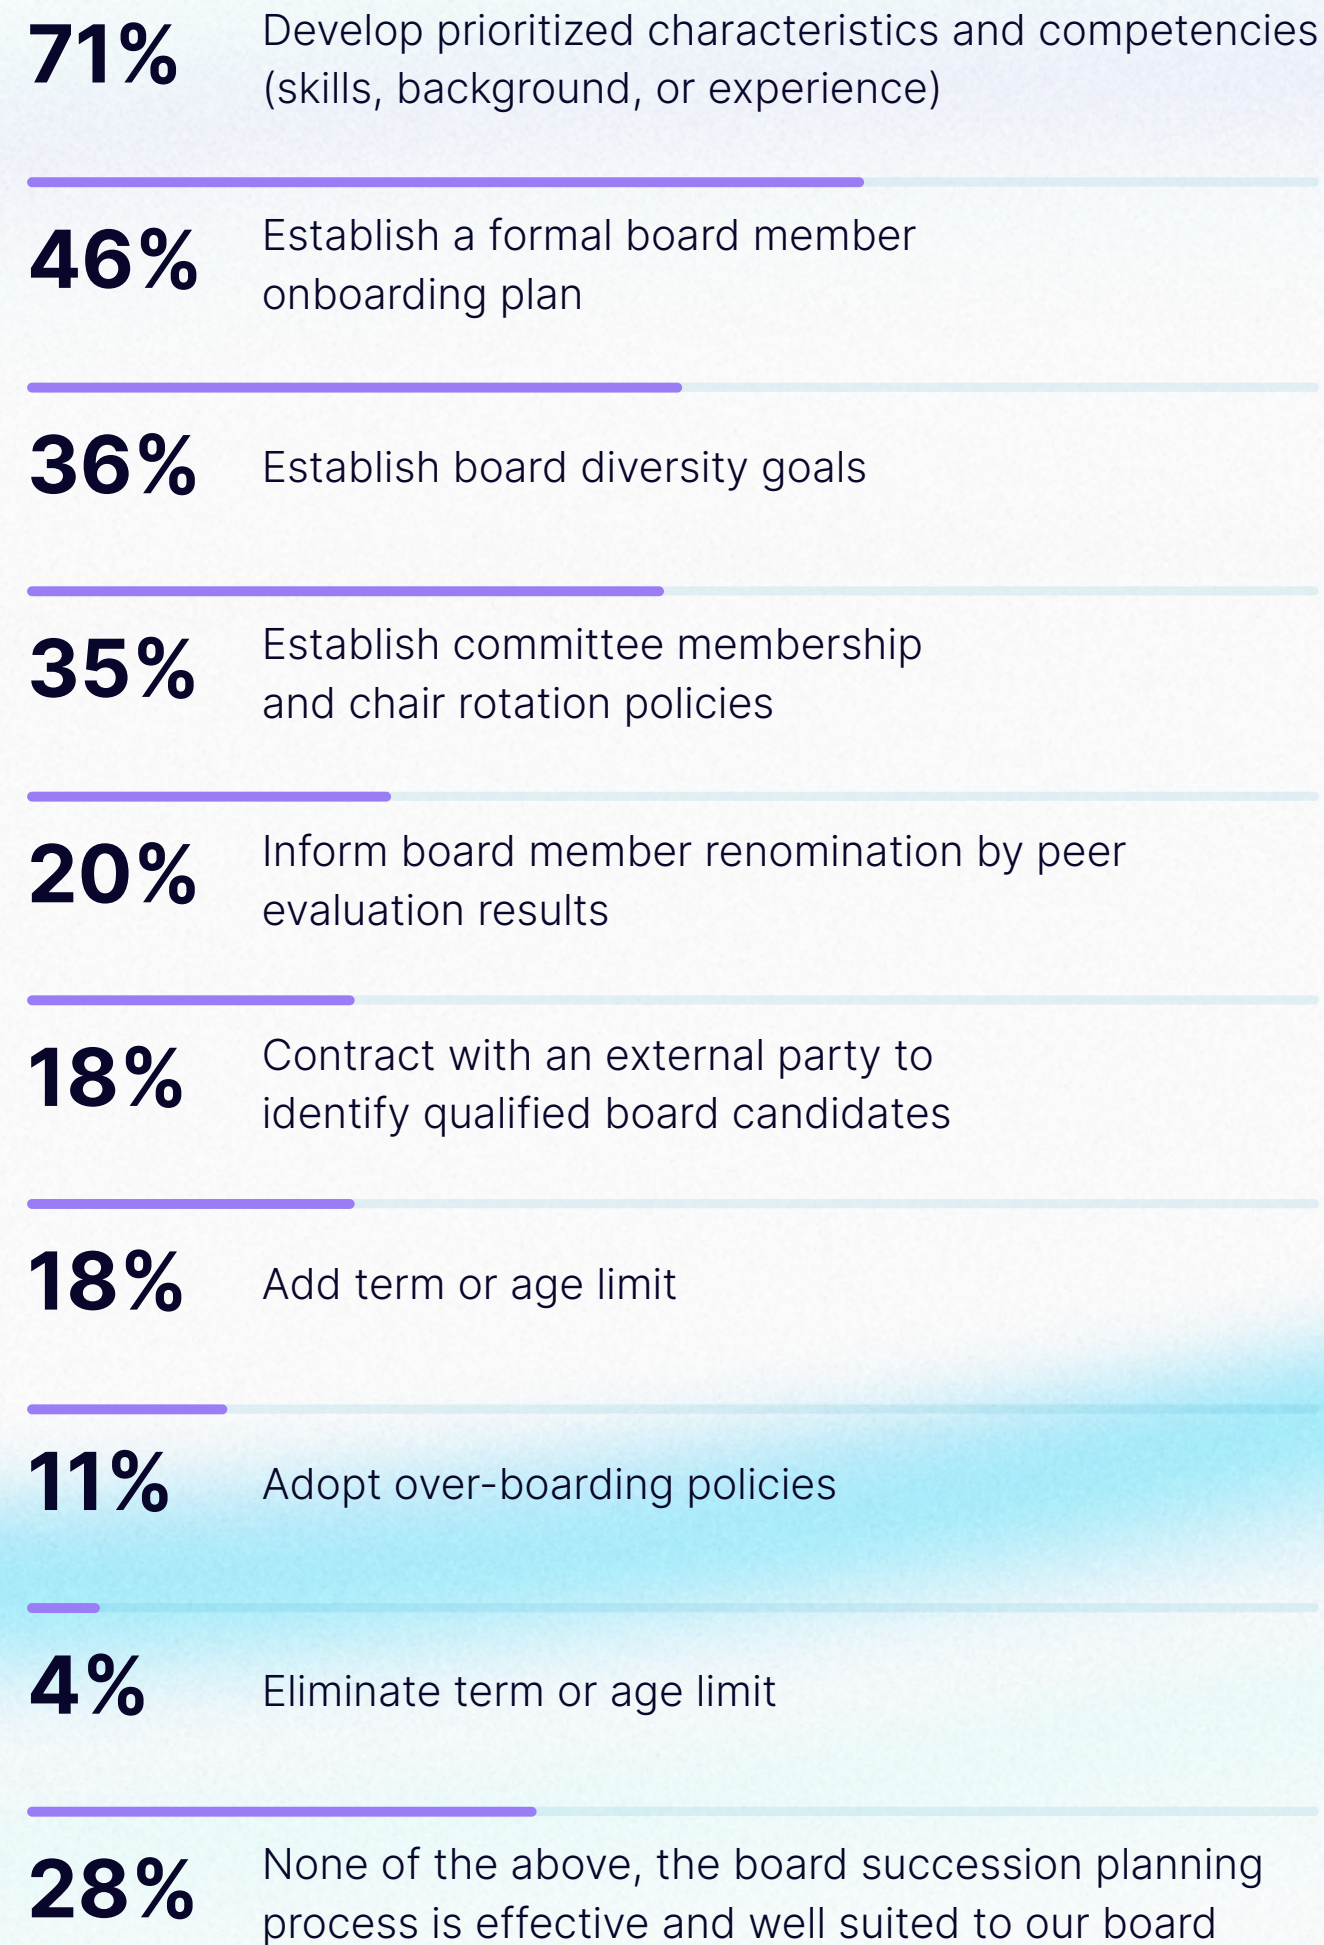 71%
Develop prioritized characteristics and competencies
(skills, background, or experience)
46%
Establish a formal board member
onboarding plan
36%
Establish board diversity goals
35%
Establish committee membership
and chair rotation policies
20%
Inform board member renomination by peer
evaluation results
18%
Contract with an external party to
identify qualified board candidates
18%
Add term or age limit
11%
Adopt over-boarding policies
4%
Eliminate term or age limit
28%
None of the above, the board succession planning
process is effective and well suited to our board